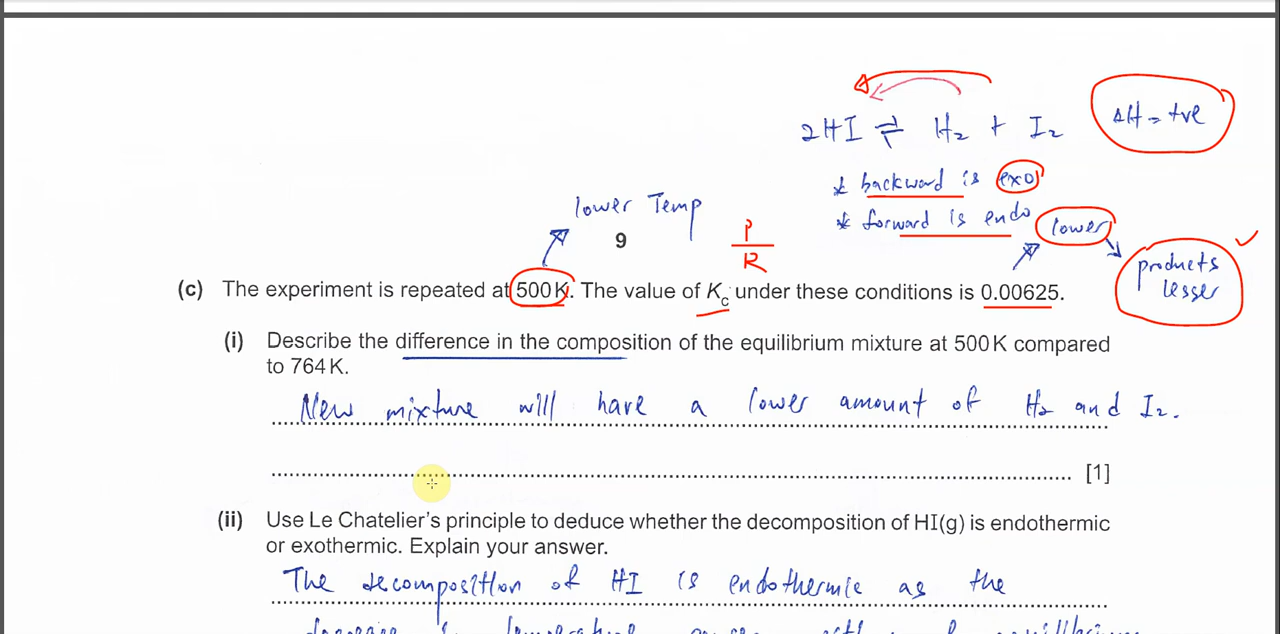 2HI ⇌ H₂ + I₂ ΔH = +ve
* backward is exo
* forward is endo
lower
products
lesser
lower Temp
9
P
R
(c) The experiment is repeated at 500 K. The value of Kc under these conditions is 0.00625.
(i) Describe the difference in the composition of the equilibrium mixture at 500 K compared
to 764 K.
New mixture will have a lower amount of H₂ and I₂.
[1]
(ii) Use Le Chatelier's principle to deduce whether the decomposition of HI(g) is endothermic
or exothermic. Explain your answer.
The decomposition of HI is endothermic as the